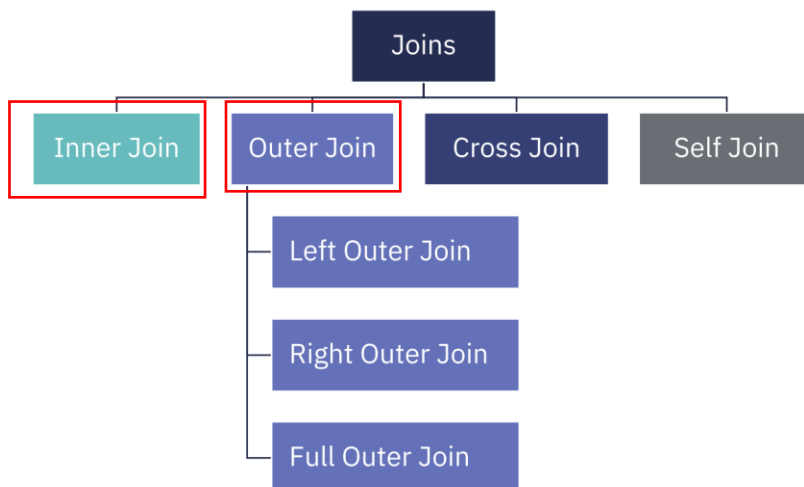 Joins
Inner Join
Outer Join
Cross Join
Self Join
Left Outer Join
Right Outer Join
Full Outer Join